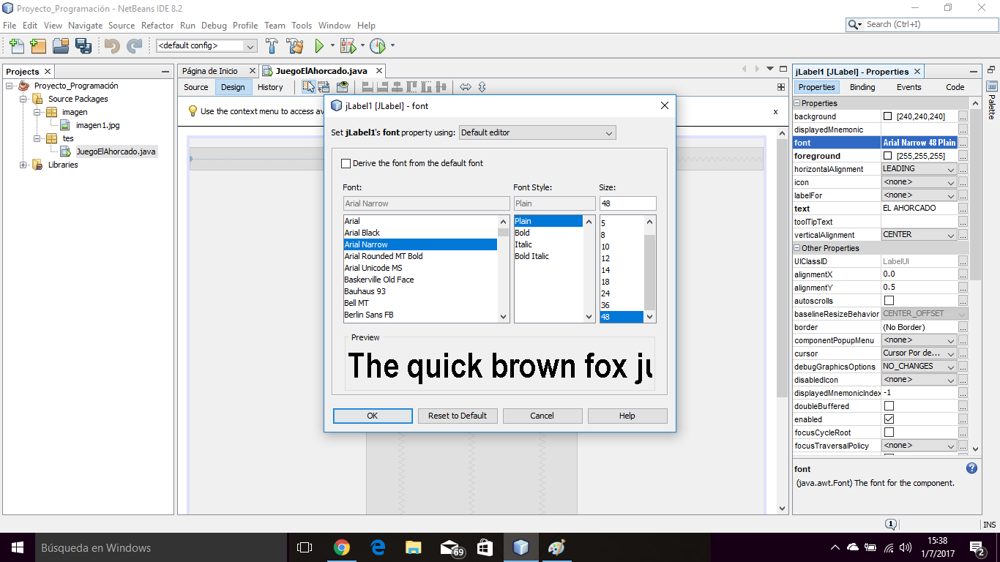 Proyecto_Programación - NetBeans IDE 8.2
File Edit View Navigate Source Refactor Run Debug Profile Team Tools Window Help
Search (Ctrl+I)
<default config>
Projects
Proyecto_Programación
Source Packages
imagen
imagen1.jpg
tes
JuegoElAhorcado.java
Libraries
Página de Inicio
JuegoElAhorcado.java
Source Design History
Use the context menu to access av
x
jLabel1 [JLabel] - font
Set jLabel1's font property using: Default editor
Derive the font from the default font
Font: Font Style: Size:
Arial Narrow Plain 48
Arial
Arial Black
Arial Narrow
Arial Rounded MT Bold
Arial Unicode MS
Baskerville Old Face
Bauhaus 93
Bell MT
Berlin Sans FB
Plain
Bold
Italic
Bold Italic
5
8
10
12
14
18
24
36
48
Preview
The quick brown fox ju
OK Reset to Default Cancel Help
jLabel1 [JLabel] - Properties
Properties Binding Events Code
Properties
background [240,240,240]
displayedMnemonic
font Arial Narrow 48 Plain
foreground [255,255,255]
horizontalAlignment LEADING
icon <none>
labelFor <none>
text EL AHORCADO
toolTipText
verticalAlignment CENTER
Other Properties
UIClassID LabelUI
alignmentX 0.0
alignmentY 0.5
autoscrolls
baselineResizeBehavior CENTER_OFFSET
border (No Border)
componentPopupMenu <none>
cursor Cursor Por de...
debugGraphicsOptions NO_CHANGES
disabledIcon <none>
displayedMnemonicIndex -1
doubleBuffered
enabled
focusCycleRoot
focusTraversalPolicy <none>
font
(java.awt.Font) The font for the component.
Palette
1
INS
Búsqueda en Windows
69
15:38
1/7/2017
2